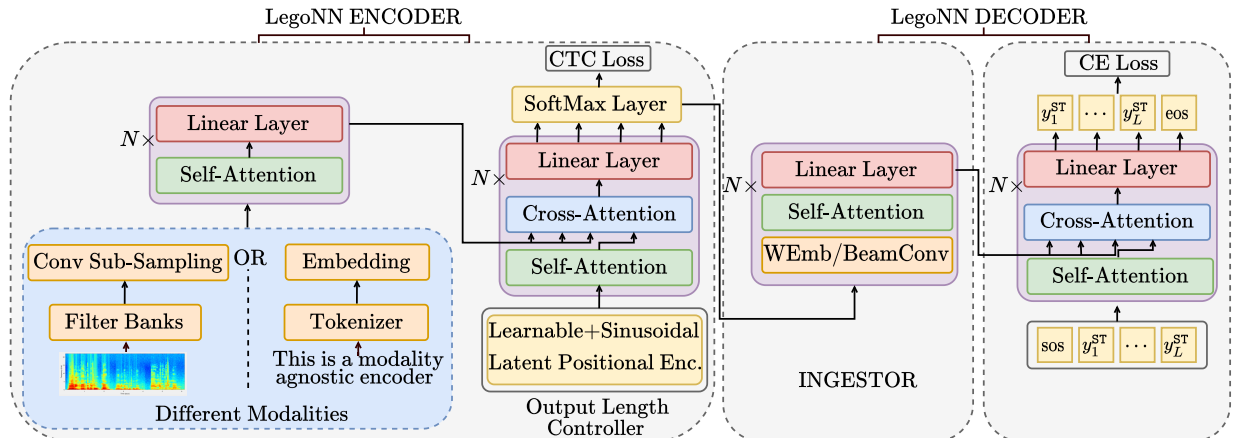 LegoNN ENCODER
LegoNN DECODER
Linear Layer
Self-Attention
N×
Conv Sub-Sampling
OR
Embedding
Filter Banks
Tokenizer
This is a modality
agnostic encoder
Different Modalities
CTC Loss
SoftMax Layer
Linear Layer
N×
Cross-Attention
Self-Attention
Learnable+Sinusoidal
Latent Positional Enc.
Output Length
Controller
Linear Layer
N×
Self-Attention
WEmb/BeamConv
INGESTOR
CE Loss
y₁ˢᵀ ... y_Lˢᵀ eos
Linear Layer
N×
Cross-Attention
Self-Attention
sos y₁ˢᵀ ... y_Lˢᵀ